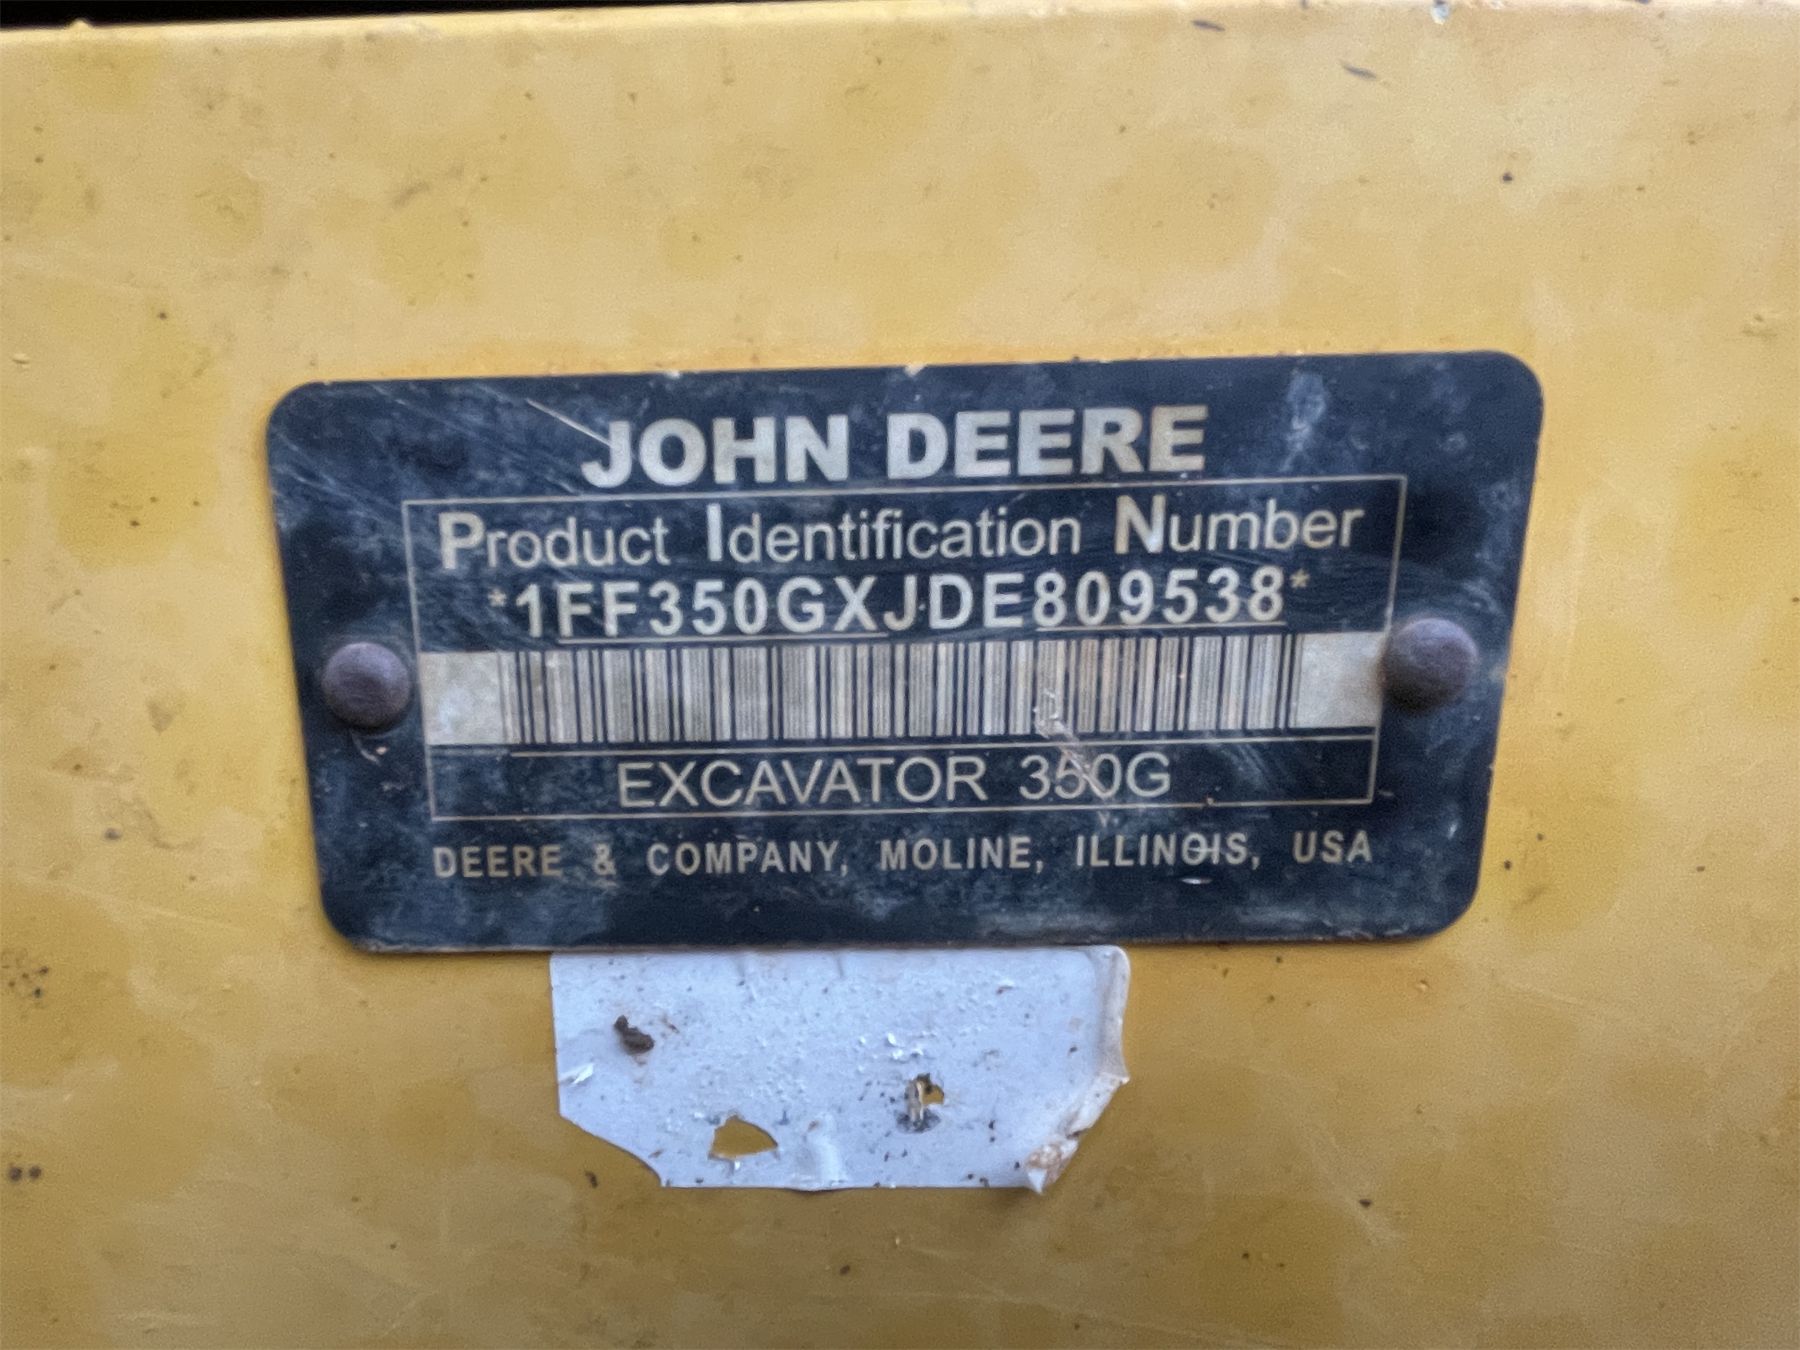 JOHN DEERE
Product Identification Number
*1FF350GXJDE809538*
EXCAVATOR 350G
DEERE & COMPANY, MOLINE, ILLINOIS, USA